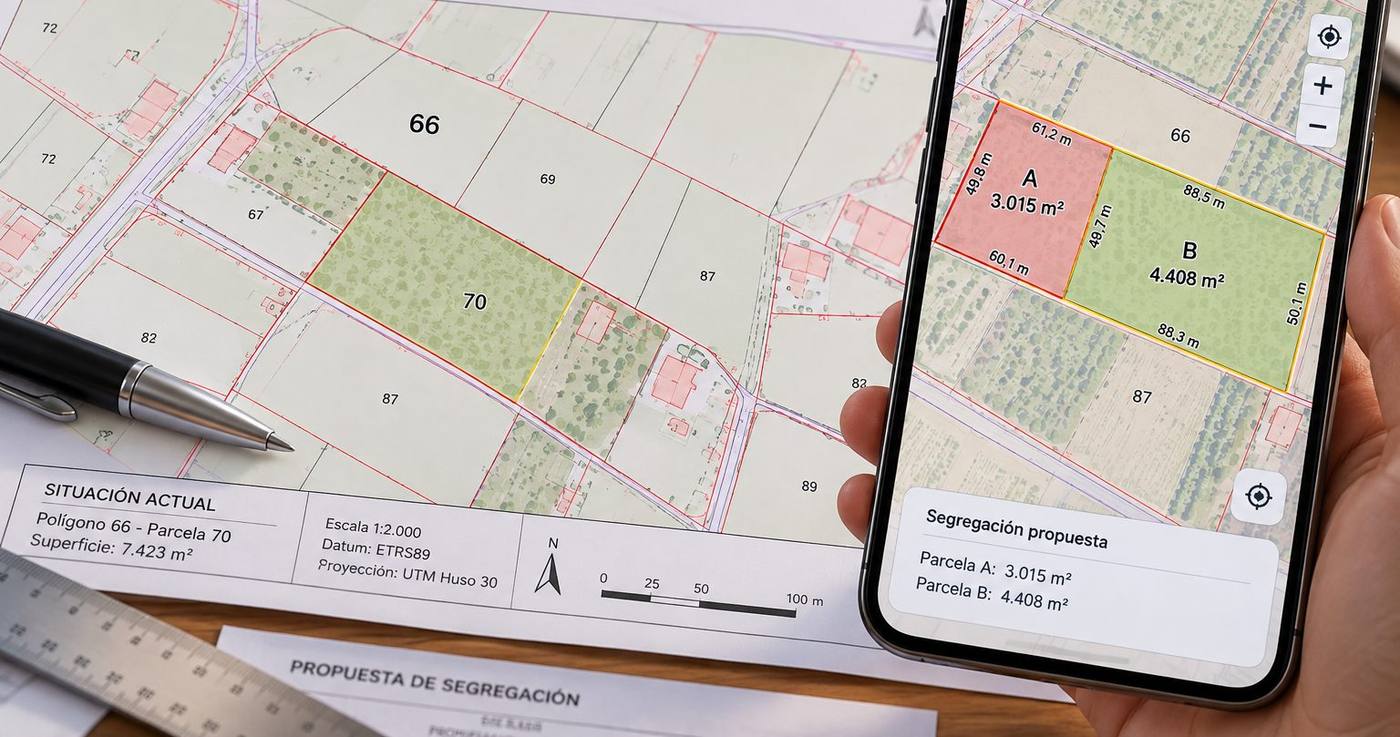 72
72
66
69
67
70
87
82
87
82
89
SITUACIÓN ACTUAL
Polígono 66 - Parcela 70
Superficie: 7.423 m²
Escala 1:2.000
Datum: ETRS89
Proyección: UTM Huso 30
N
0 25 50 100 m
PROPUESTA DE SEGREGACIÓN
66
61,2 m
49,8 m
A
3.015 m²
60,1 m
49,7 m
88,5 m
B
4.408 m²
50,1 m
88,3 m
87
+
−
Segregación propuesta
Parcela A: 3.015 m²
Parcela B: 4.408 m²